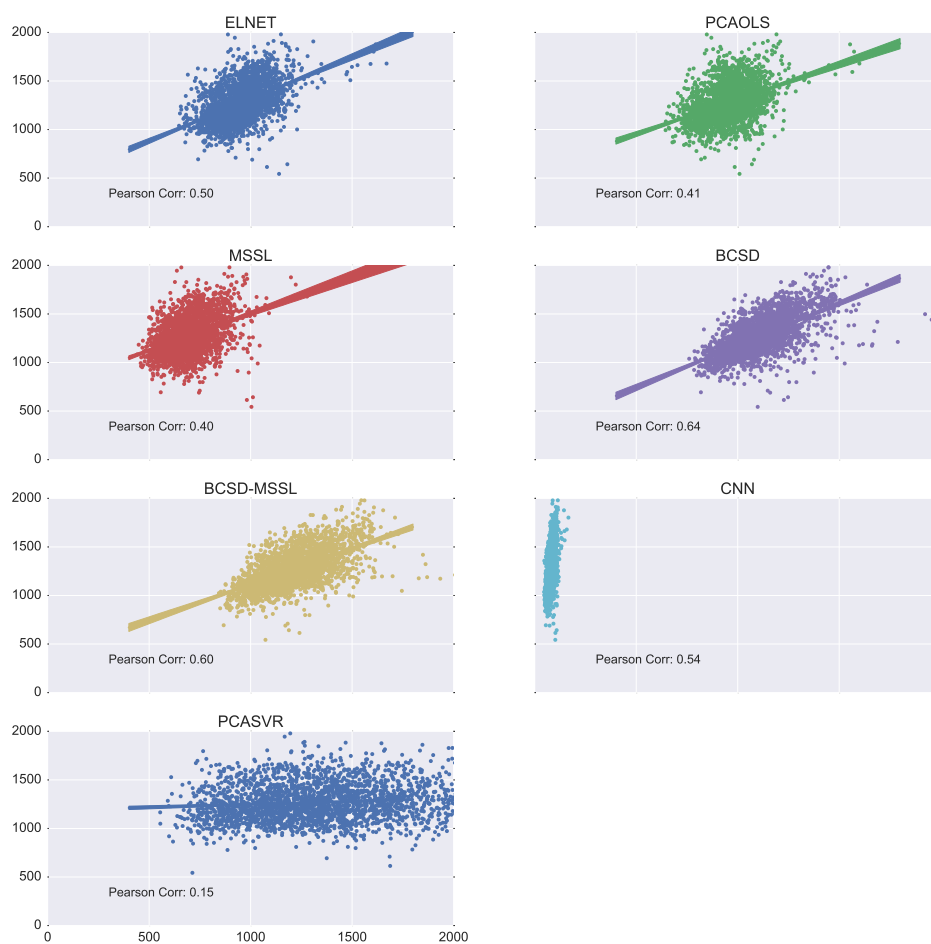 ELNET
PCAOLS
2000
1500
1000
500
0
Pearson Corr: 0.50
Pearson Corr: 0.41
MSSL
BCSD
2000
1500
1000
500
0
Pearson Corr: 0.40
Pearson Corr: 0.64
BCSD-MSSL
CNN
2000
1500
1000
500
0
Pearson Corr: 0.60
Pearson Corr: 0.54
PCASVR
2000
1500
1000
500
0
Pearson Corr: 0.15
0 500 1000 1500 2000